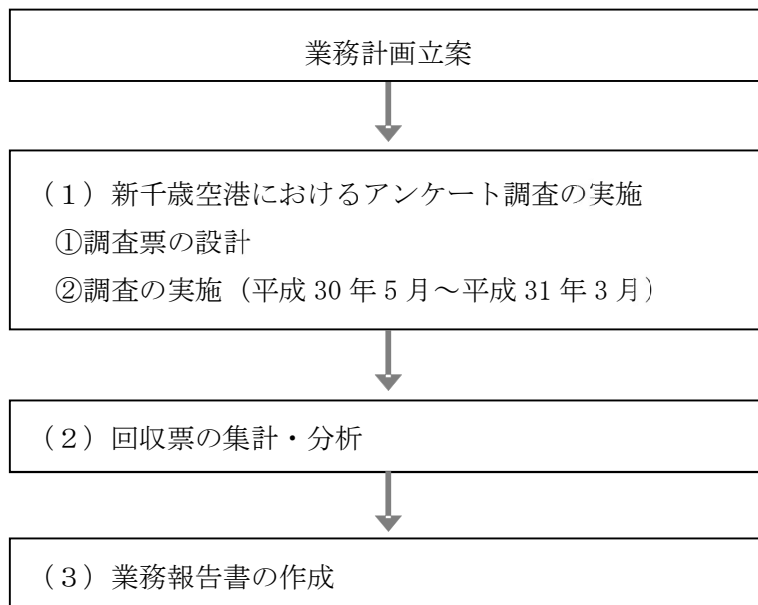 業務計画立案
（１）新千歳空港におけるアンケート調査の実施
①調査票の設計
②調査の実施（平成 30 年 5 月～平成 31 年 3 月）
（２）回収票の集計・分析
（３）業務報告書の作成